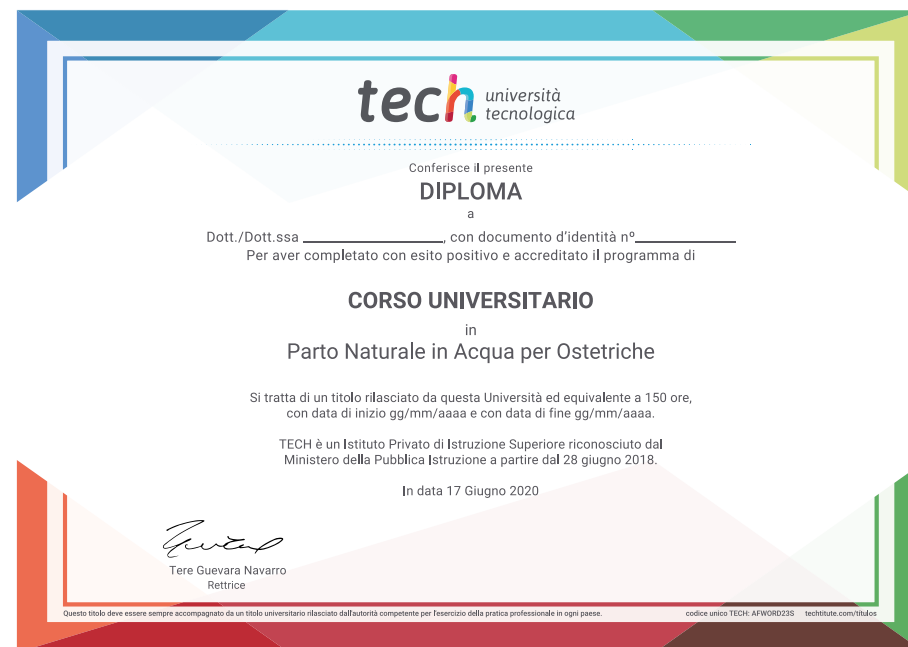 tech università
tecnologica
Conferisce il presente
DIPLOMA
a
Dott./Dott.ssa ________________, con documento d'identità nº____________
Per aver completato con esito positivo e accreditato il programma di
CORSO UNIVERSITARIO
in
Parto Naturale in Acqua per Ostetriche
Si tratta di un titolo rilasciato da questa Università ed equivalente a 150 ore,
con data di inizio gg/mm/aaaa e con data di fine gg/mm/aaaa.
TECH è un Istituto Privato di Istruzione Superiore riconosciuto dal
Ministero della Pubblica Istruzione a partire dal 28 giugno 2018.
In data 17 Giugno 2020
Tere Guevara Navarro
Rettrice
Questo titolo deve essere sempre accompagnato da un titolo universitario rilasciato dall'autorità competente per l'esercizio della pratica professionale in ogni paese. codice unico TECH: AFWORD23S techtitute.com/titulos